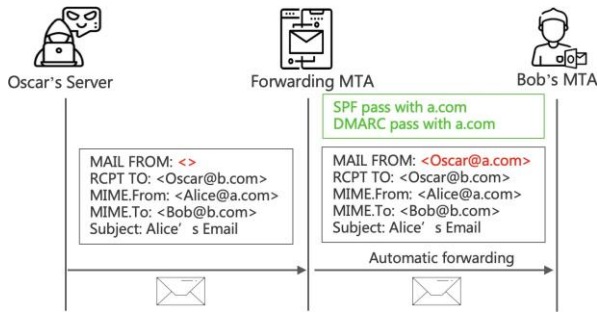 Oscar's Server
Forwarding MTA
Bob's MTA
SPF pass with a.com
DMARC pass with a.com
MAIL FROM: <>
RCPT TO: <Oscar@b.com>
MIME.From: <Alice@a.com>
MIME.To: <Bob@b.com>
Subject: Alice' s Email
MAIL FROM: <Oscar@a.com>
RCPT TO: <Oscar@b.com>
MIME.From: <Alice@a.com>
MIME.To: <Bob@b.com>
Subject: Alice' s Email
Automatic forwarding